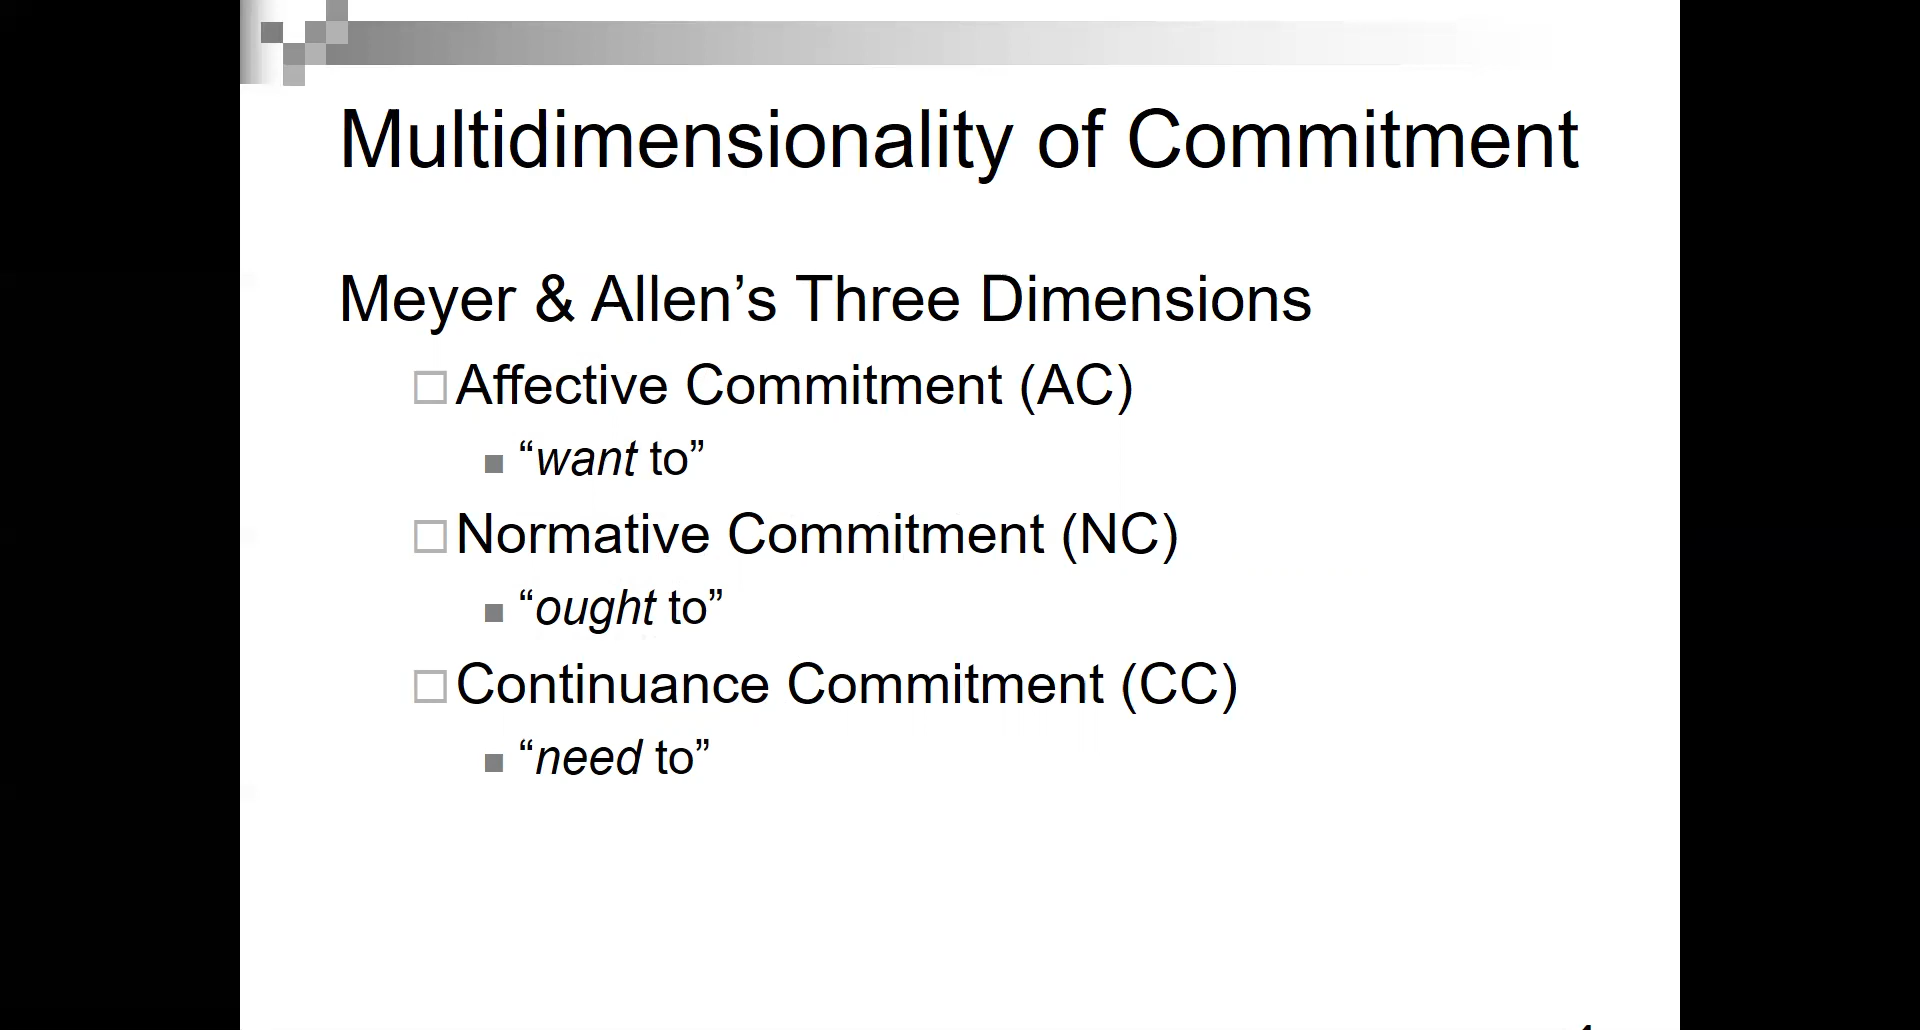 Multidimensionality of Commitment
Meyer & Allen’s Three Dimensions
Affective Commitment (AC)
“want to”
Normative Commitment (NC)
“ought to”
Continuance Commitment (CC)
“need to”